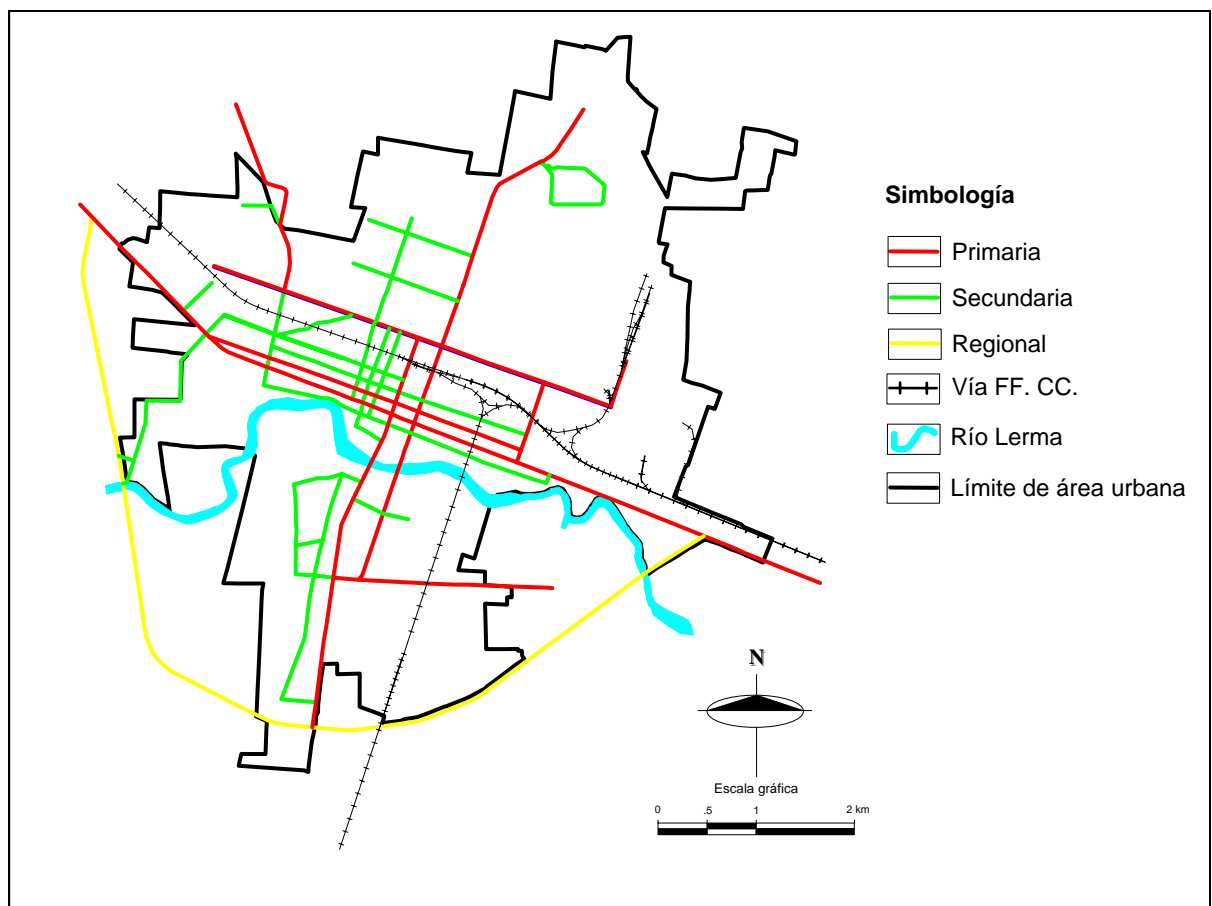 Simbología
Primaria
Secundaria
Regional
Vía FF. CC.
Río Lerma
Límite de área urbana
N
Escala gráfica
0 .5 1 2 km